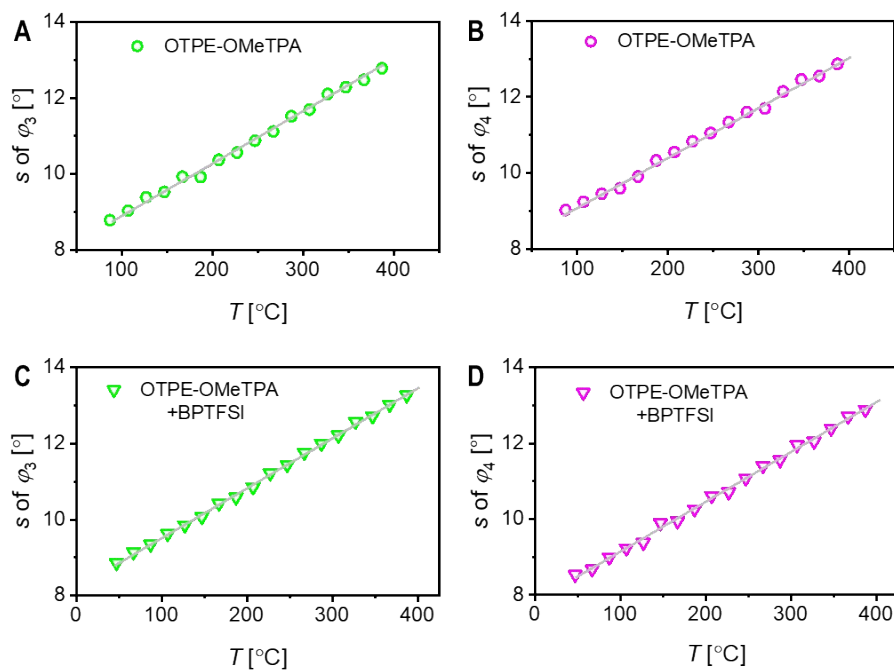 A
OTPE-OMeTPA
s of φ3 [°]
14
12
10
8
100 200 300 400
T [°C]
B
OTPE-OMeTPA
s of φ4 [°]
14
12
10
8
100 200 300 400
T [°C]
C
OTPE-OMeTPA
+BPTFSI
s of φ3 [°]
14
12
10
8
0 100 200 300 400
T [°C]
D
OTPE-OMeTPA
+BPTFSI
s of φ4 [°]
14
12
10
8
0 100 200 300 400
T [°C]